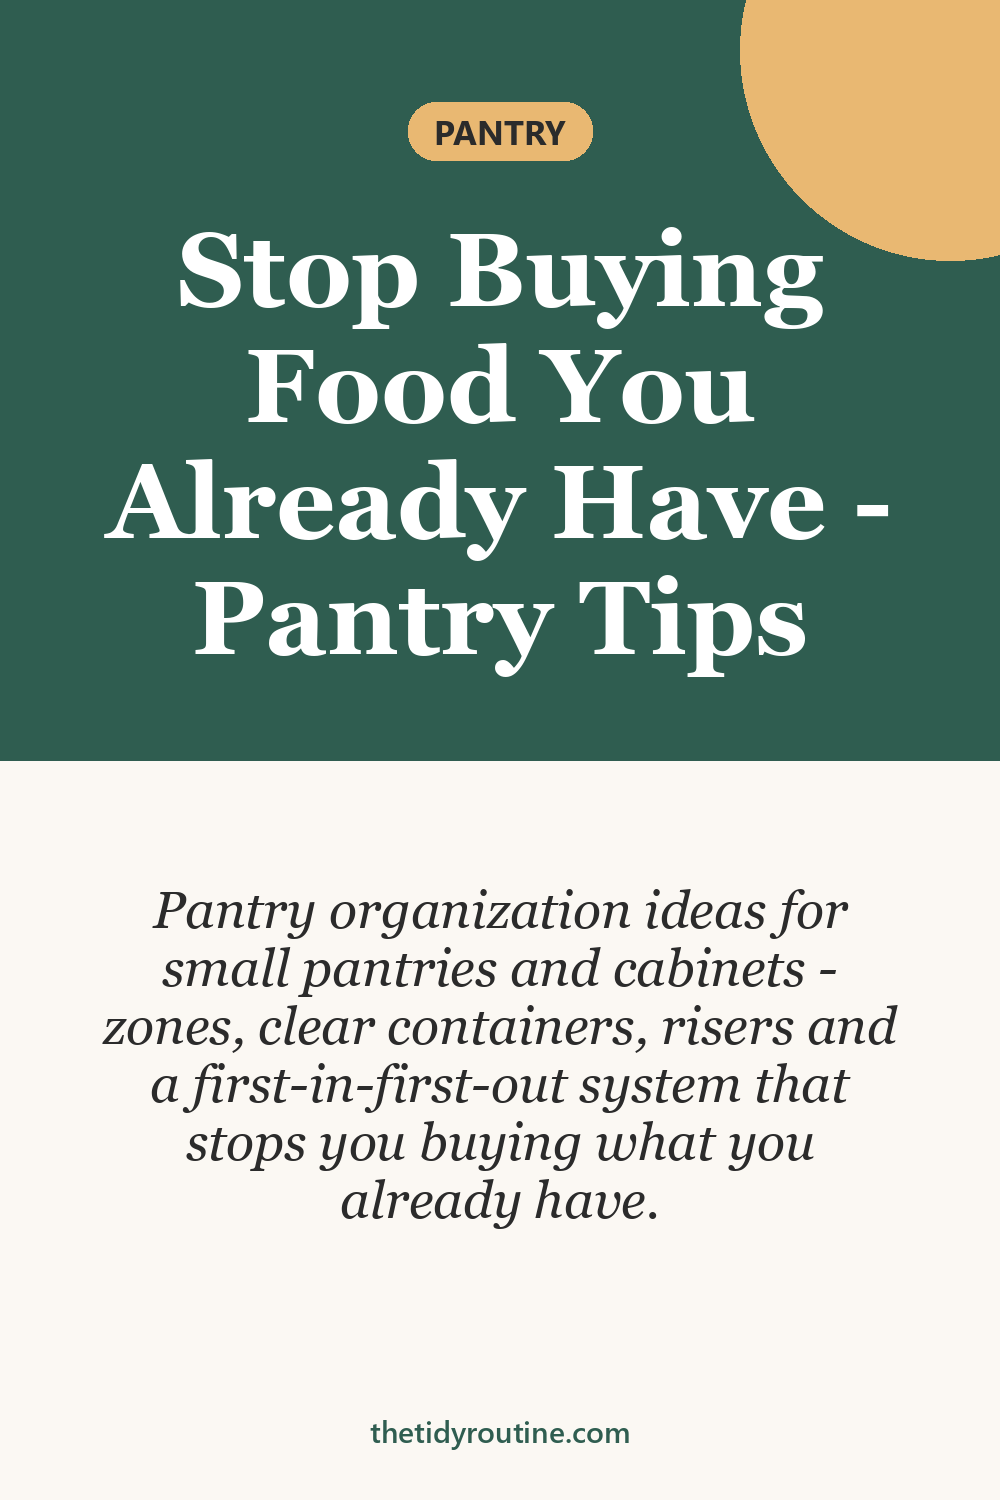 PANTRY
Stop Buying
Food You
Already Have -
Pantry Tips
Pantry organization ideas for
small pantries and cabinets -
zones, clear containers, risers and
a first-in-first-out system that
stops you buying what you
already have.
thetidyroutine.com